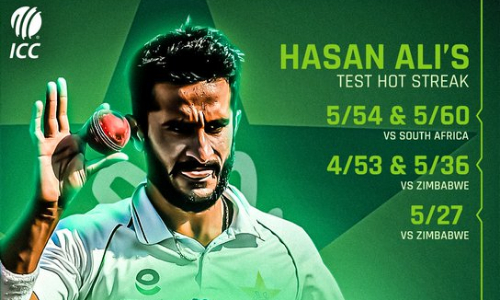 ICC
HASAN ALI'S
TEST HOT STREAK
5/54 & 5/60
VS SOUTH AFRICA
4/53 & 5/36
VS ZIMBABWE
5/27
VS ZIMBABWE